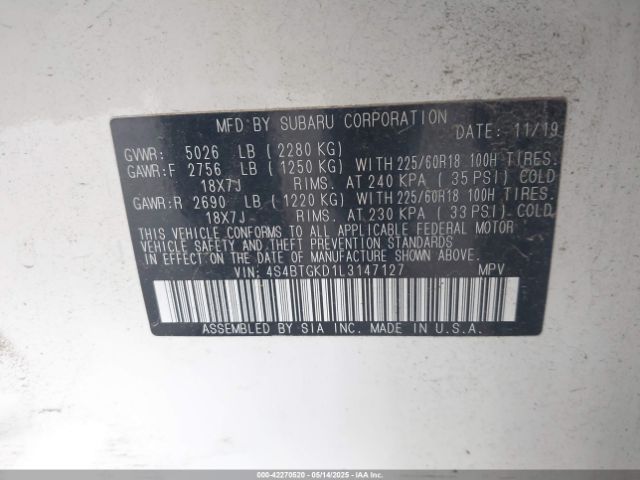 MFD BY SUBARU CORPORATION DATE: 11/19
GVWR: 5026 LB (2280 KG)
GAWR:F 2756 LB (1250 KG) WITH 225/60R18 100H TIRES.
18X7J RIMS. AT 240 KPA (35 PSI) COLD
GAWR:R 2690 LB (1220 KG) WITH 225/60R18 100H TIRES.
18X7J RIMS. AT 230 KPA (33 PSI) COLD
THIS VEHICLE CONFORMS TO ALL APPLICABLE FEDERAL MOTOR
VEHICLE SAFETY AND THEFT PREVENTION STANDARDS
IN EFFECT ON THE DATE OF MANUFACTURE SHOWN ABOVE.
VIN: 4S4BTGKD1L3147127 MPV
ASSEMBLED BY SIA INC. MADE IN U.S.A.
000-42270520 - 05/14/2025 - IAAI.com